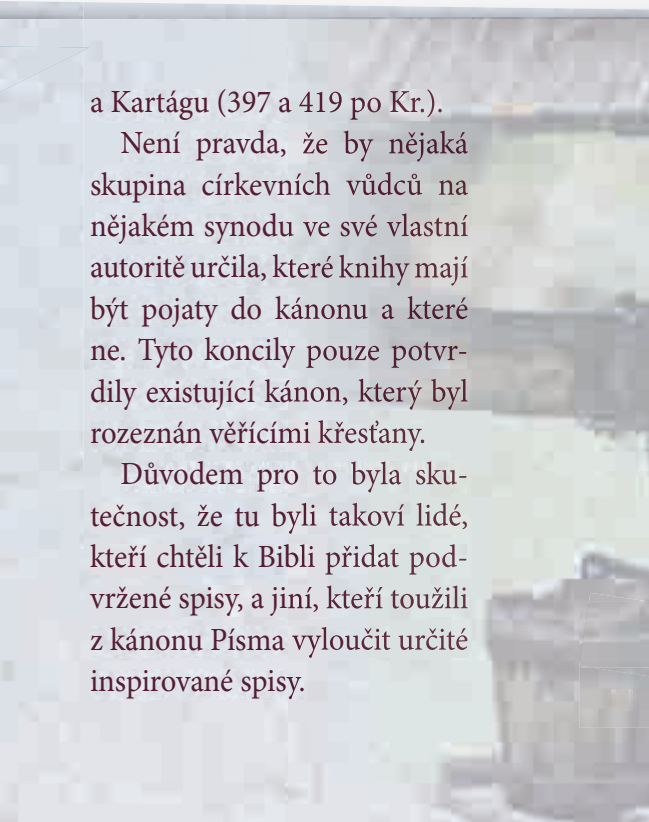 a Kartágu (397 a 419 po Kr.).
Není pravda, že by nějaká
skupina církevních vůdců na
nějakém synodu ve své vlastní
autoritě určila, které knihy mají
být pojaty do kánonu a které
ne. Tyto koncily pouze potvr-
dily existující kánon, který byl
rozeznán věřícími křesťany.
Důvodem pro to byla sku-
tečnost, že tu byli takoví lidé,
kteří chtěli k Bibli přidat pod-
vržené spisy, a jiní, kteří toužili
z kánonu Písma vyloučit určité
inspirované spisy.